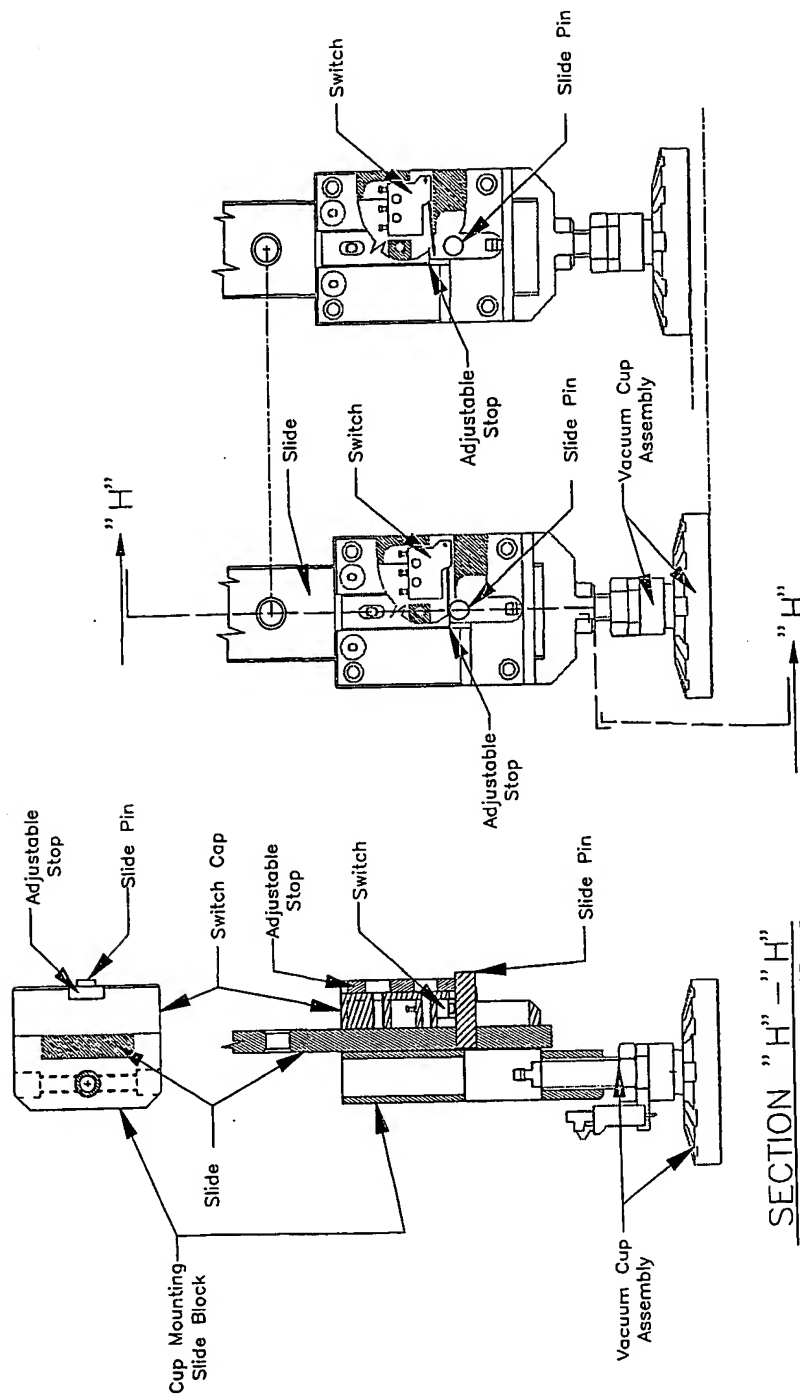 Adjustable
Stop
Slide Pin
Switch Cap
Adjustable
Stop
Switch
Slide Pin
Slide
Cup Mounting
Slide Block
Vacuum Cup
Assembly
SECTION "H" - "H"
"H"
Slide
Switch
Adjustable
Stop
Slide Pin
Vacuum Cup
Assembly
"H"
Switch
Slide Pin
Adjustable
Stop